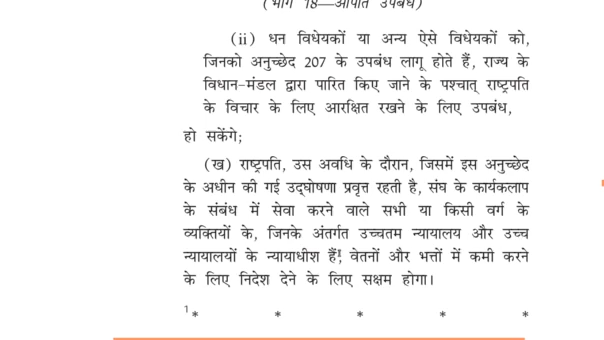 (भाग 18—आपात उपबंध)
(ii) धन विधेयकों या अन्य ऐसे विधेयकों को,
जिनको अनुच्छेद 207 के उपबंध लागू होते हैं, राज्य के
विधान-मंडल द्वारा पारित किए जाने के पश्चात् राष्ट्रपति
के विचार के लिए आरक्षित रखने के लिए उपबंध,
हो सकेंगे;
(ख) राष्ट्रपति, उस अवधि के दौरान, जिसमें इस अनुच्छेद
के अधीन की गई उद्घोषणा प्रवृत्त रहती है, संघ के कार्यकलाप
के संबंध में सेवा करने वाले सभी या किसी वर्ग के
व्यक्तियों के, जिनके अंतर्गत उच्चतम न्यायालय और उच्च
न्यायालयों के न्यायाधीश हैं, वेतनों और भत्तों में कमी करने
के लिए निदेश देने के लिए सक्षम होगा।
1* * * * *